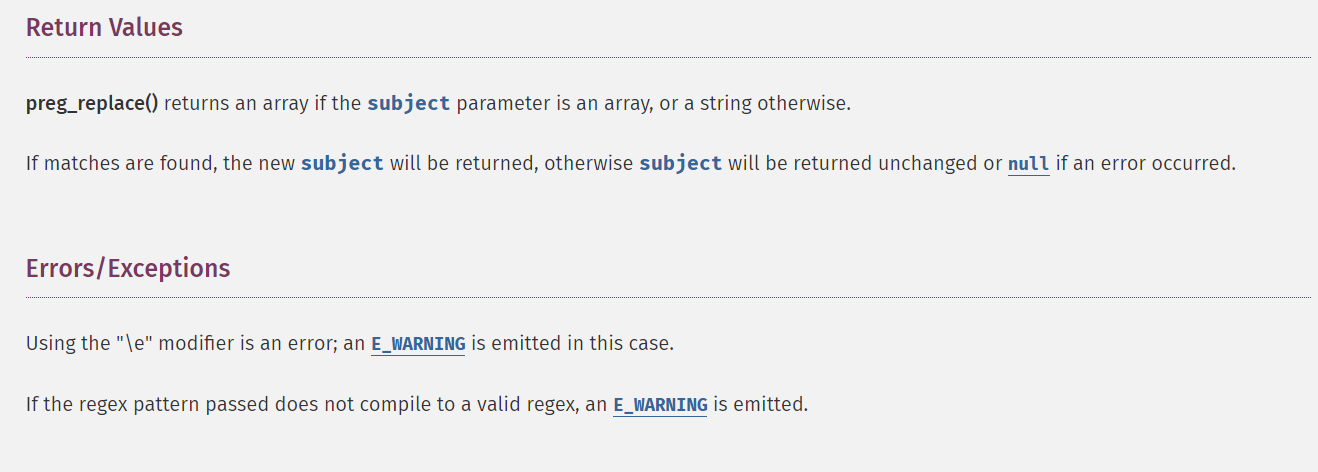 Return Values
preg_replace() returns an array if the subject parameter is an array, or a string otherwise.
If matches are found, the new subject will be returned, otherwise subject will be returned unchanged or null if an error occurred.
Errors/Exceptions
Using the "\e" modifier is an error; an E_WARNING is emitted in this case.
If the regex pattern passed does not compile to a valid regex, an E_WARNING is emitted.